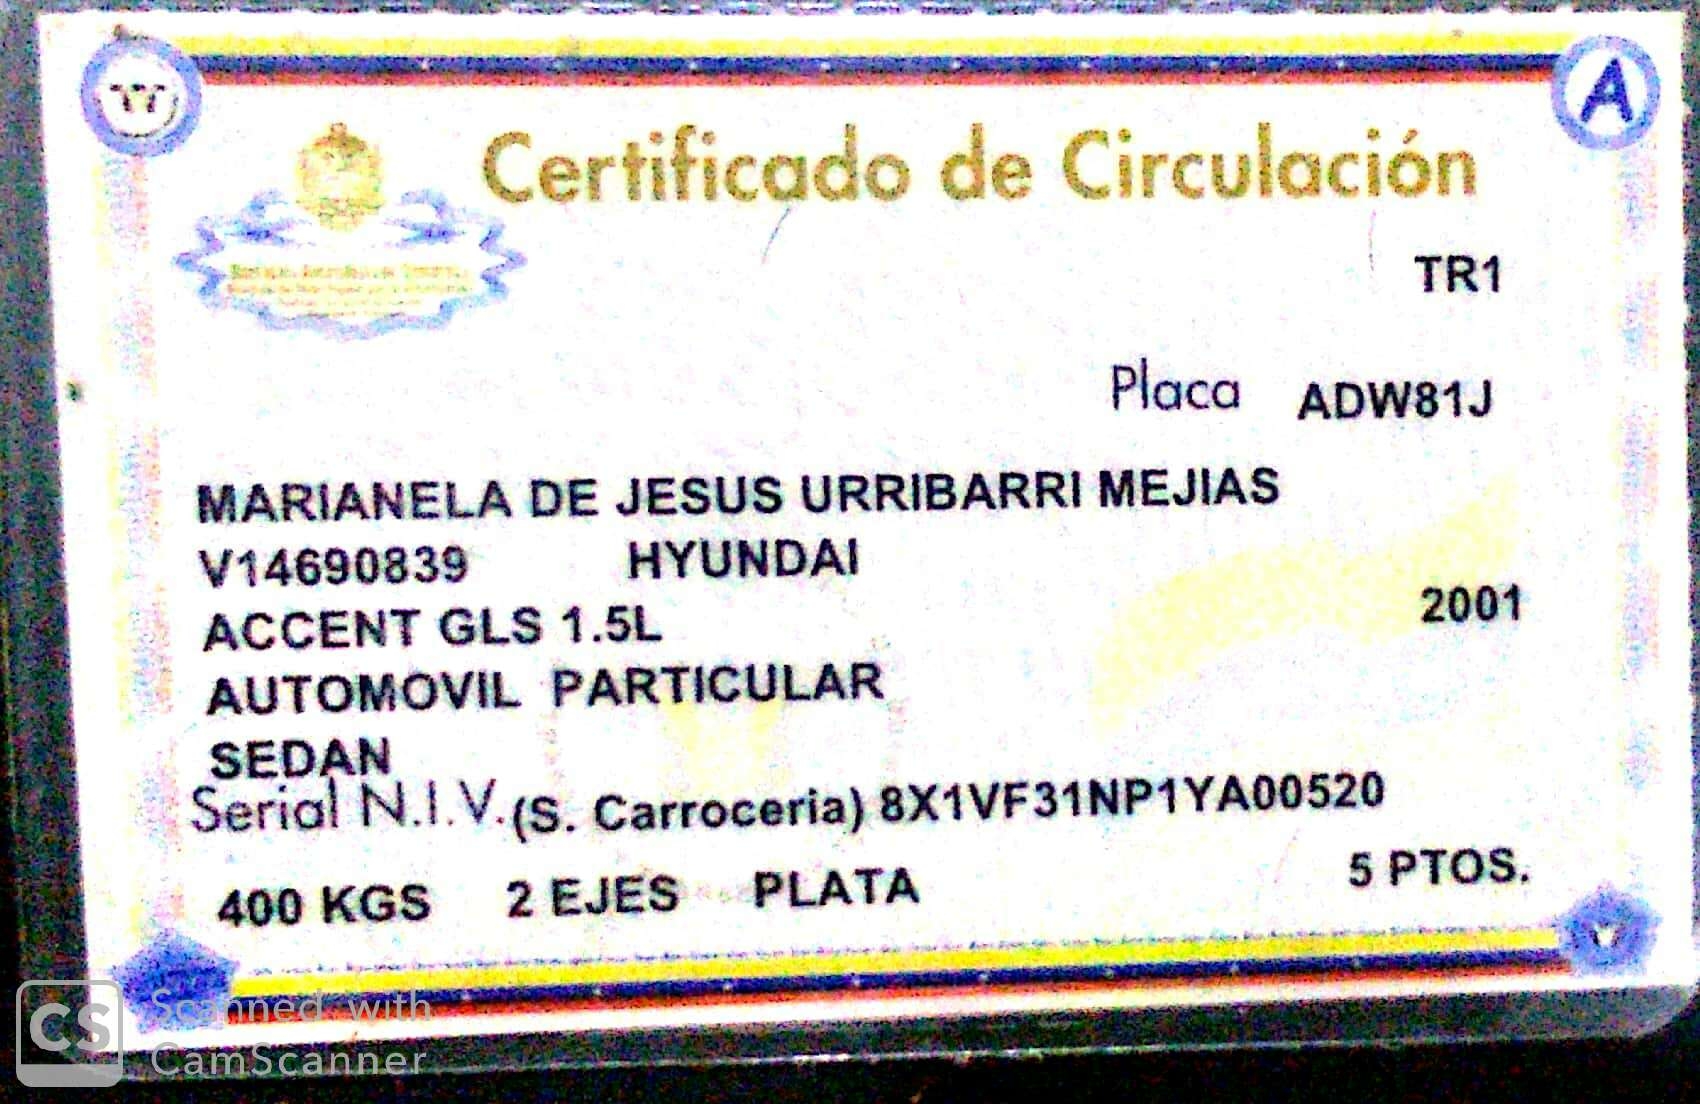 Certificado de Circulación
TR1
Placa ADW81J
MARIANELA DE JESUS URRIBARRI MEJIAS
V14690839 HYUNDAI
ACCENT GLS 1.5L 2001
AUTOMOVIL PARTICULAR
SEDAN
Serial N.I.V. (S. Carroceria) 8X1VF31NP1YA00520
400 KGS 2 EJES PLATA 5 PTOS.
CS Scanned with
CamScanner